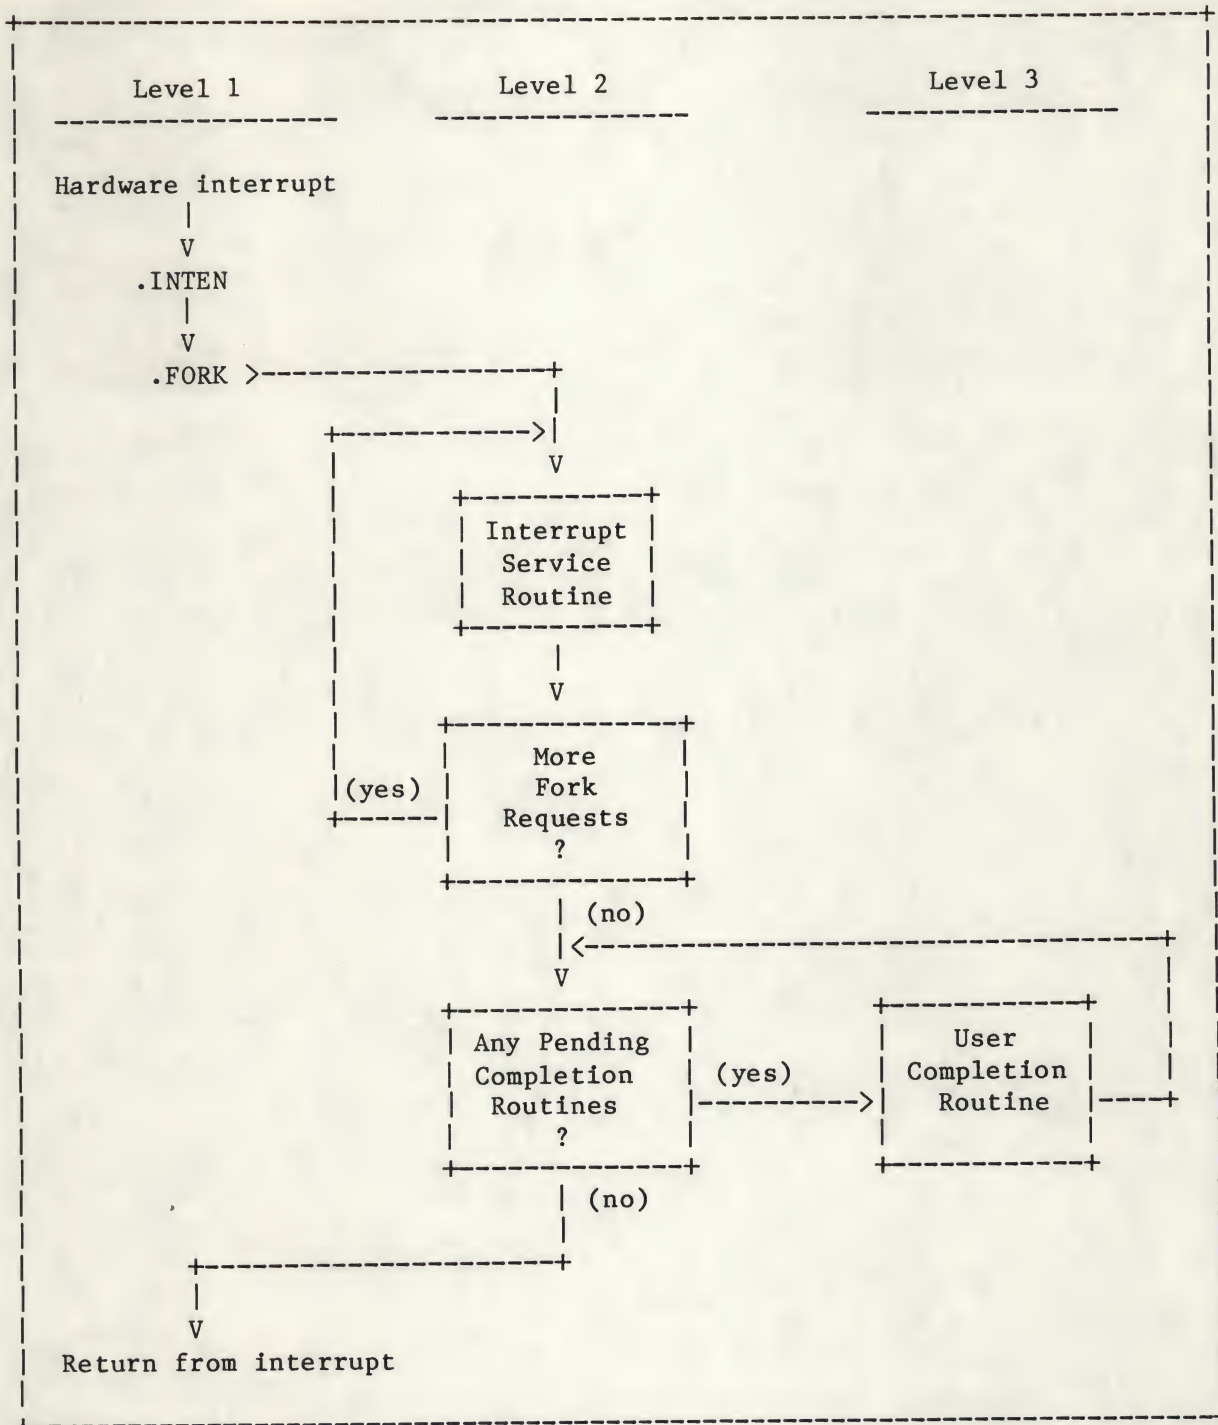 Level 1 Level 2 Level 3
Hardware interrupt
V
.INTEN
V
.FORK >
>
V
Interrupt
Service
Routine
V
More
Fork
Requests
?
(yes)
(no)
<
V
Any Pending
Completion
Routines
?
(yes)
>
User
Completion
Routine
(no)
V
Return from interrupt